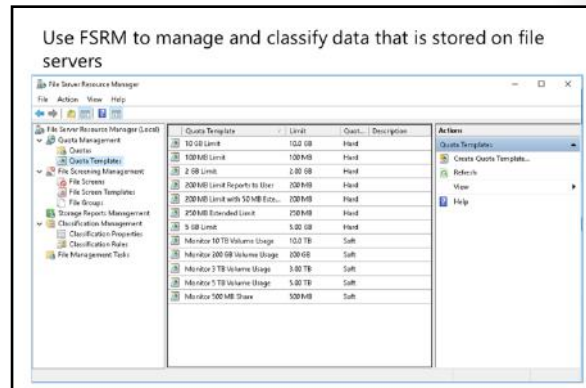 Use FSRM to manage and classify data that is stored on file
servers
File Server Resource Manager
File Action View Help
File Server Resource Manager (Local)
Quota Management
Quotas
Quota Templates
File Screening Management
File Screens
File Screen Templates
File Groups
Storage Reports Management
Classification Management
Classification Properties
Classification Rules
File Management Tasks
Quota Template Limit Quot... Description
10 GB Limit 10.0 GB Hard
100 MB Limit 100 MB Hard
2 GB Limit 2.00 GB Hard
200 MB Limit Reports to User 200 MB Hard
200 MB Limit with 50 MB Exte... 200 MB Hard
250 MB Extended Limit 250 MB Hard
5 GB Limit 5.00 GB Hard
Monitor 10 TB Volume Usage 10.0 TB Soft
Monitor 200 GB Volume Usage 200 GB Soft
Monitor 3 TB Volume Usage 3.00 TB Soft
Monitor 5 TB Volume Usage 5.00 TB Soft
Monitor 500 MB Share 500 MB Soft
Actions
Quota Templates
Create Quota Template...
Refresh
View
Help